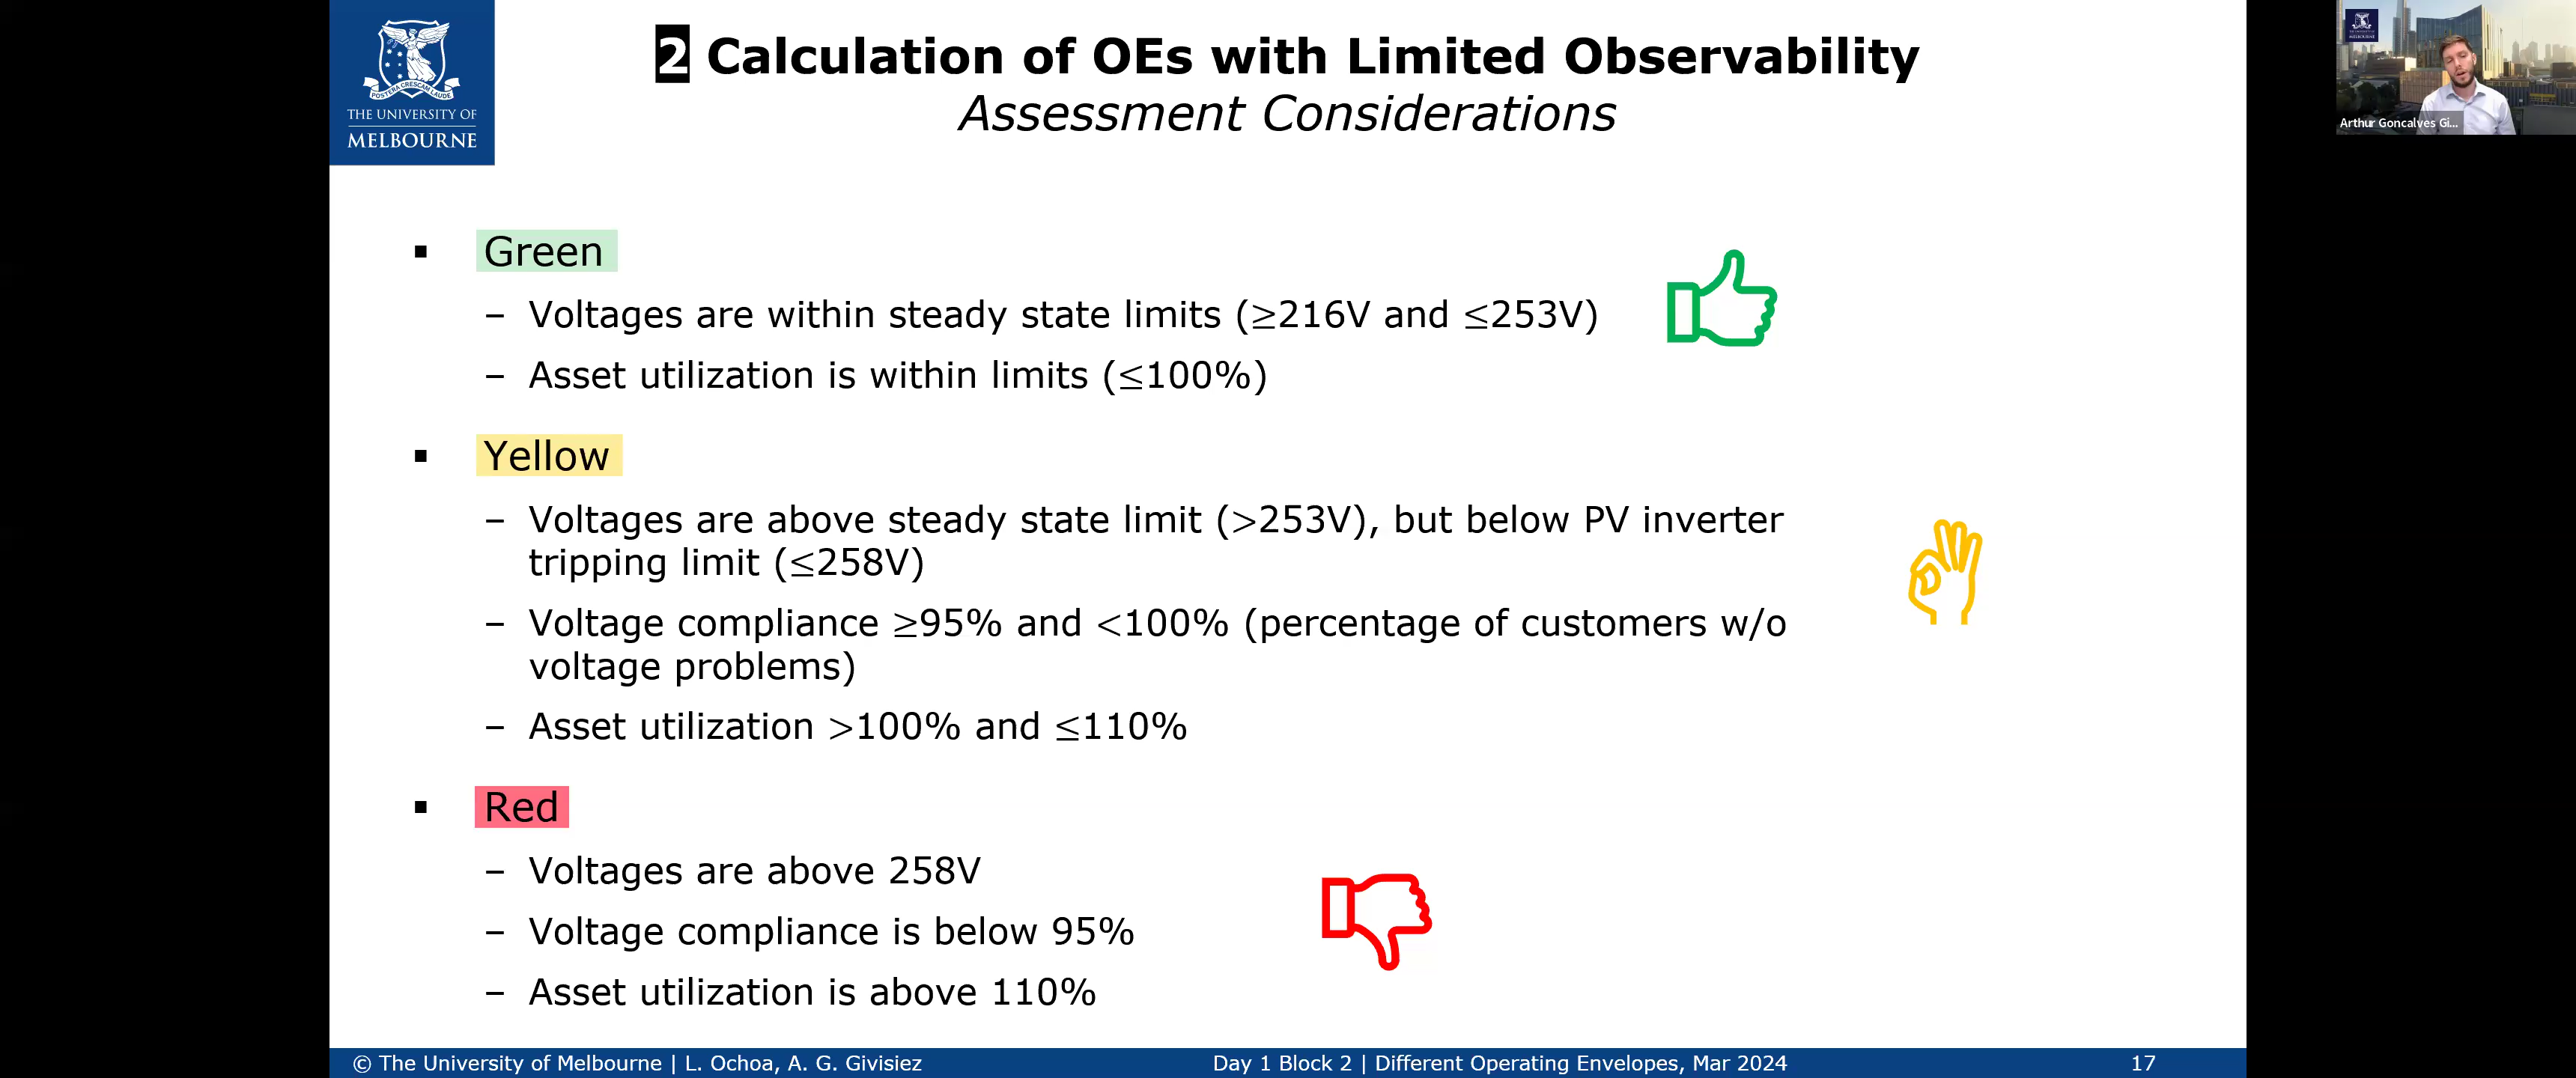 THE UNIVERSITY OF
MELBOURNE
POSTERA CRESCAM LAUDE
2 Calculation of OEs with Limited Observability
Assessment Considerations
▪ Green
– Voltages are within steady state limits (≥216V and ≤253V)
– Asset utilization is within limits (≤100%)
▪ Yellow
– Voltages are above steady state limit (>253V), but below PV inverter
tripping limit (≤258V)
– Voltage compliance ≥95% and <100% (percentage of customers w/o
voltage problems)
– Asset utilization >100% and ≤110%
▪ Red
– Voltages are above 258V
– Voltage compliance is below 95%
– Asset utilization is above 110%
© The University of Melbourne | L. Ochoa, A. G. Givisiez
Day 1 Block 2 | Different Operating Envelopes, Mar 2024
17
MELBOURNE
Arthur Goncalves Gi...